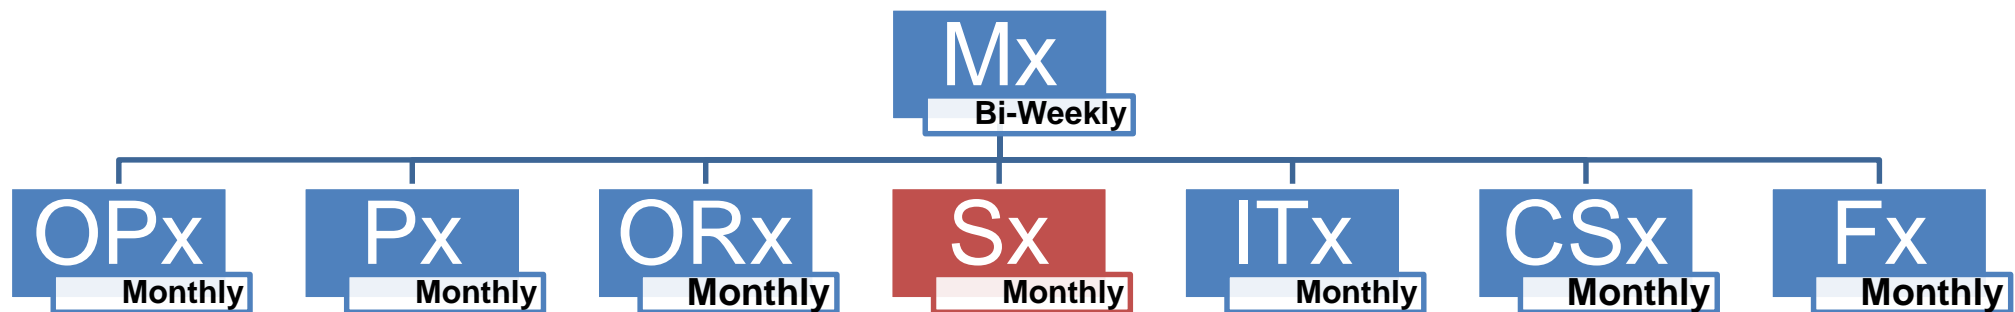 Mx
Bi-Weekly
OPx
Monthly
Px
Monthly
ORx
Monthly
Sx
Monthly
ITx
Monthly
CSx
Monthly
Fx
Monthly